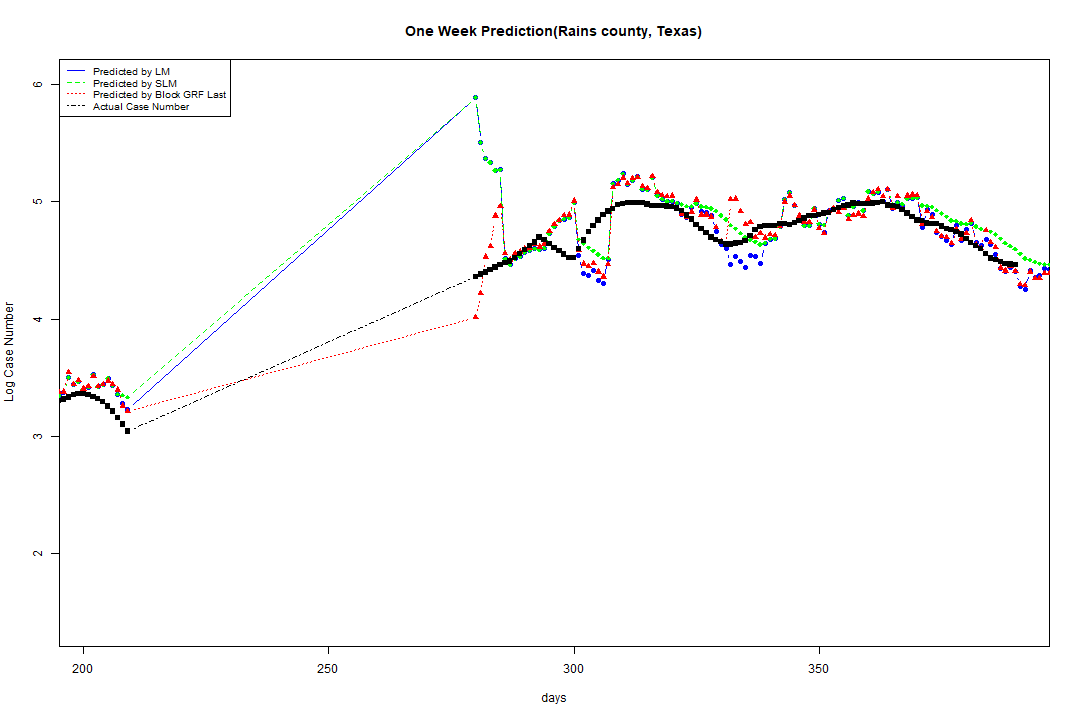 One Week Prediction(Rains county, Texas)
Predicted by LM
Predicted by SLM
Predicted by Block GRF Last
Actual Case Number
6
5
4
3
2
Log Case Number
200 250 300 350
days